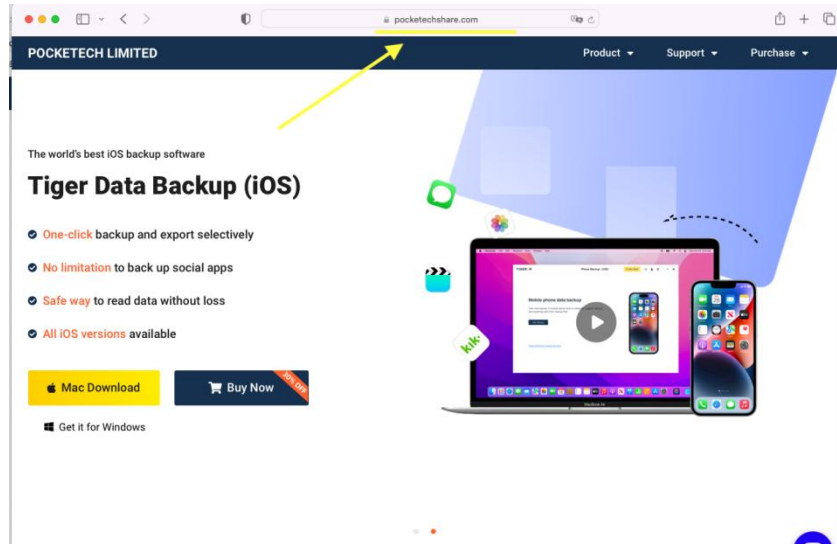 pocketechshare.com
POCKETECH LIMITED
Product
Support
Purchase
The world's best iOS backup software
Tiger Data Backup (iOS)
One-click backup and export selectively
No limitation to back up social apps
Safe way to read data without loss
All iOS versions available
Mac Download
Buy Now
30% OFF
Get it for Windows
kik
Mobile phone data backup